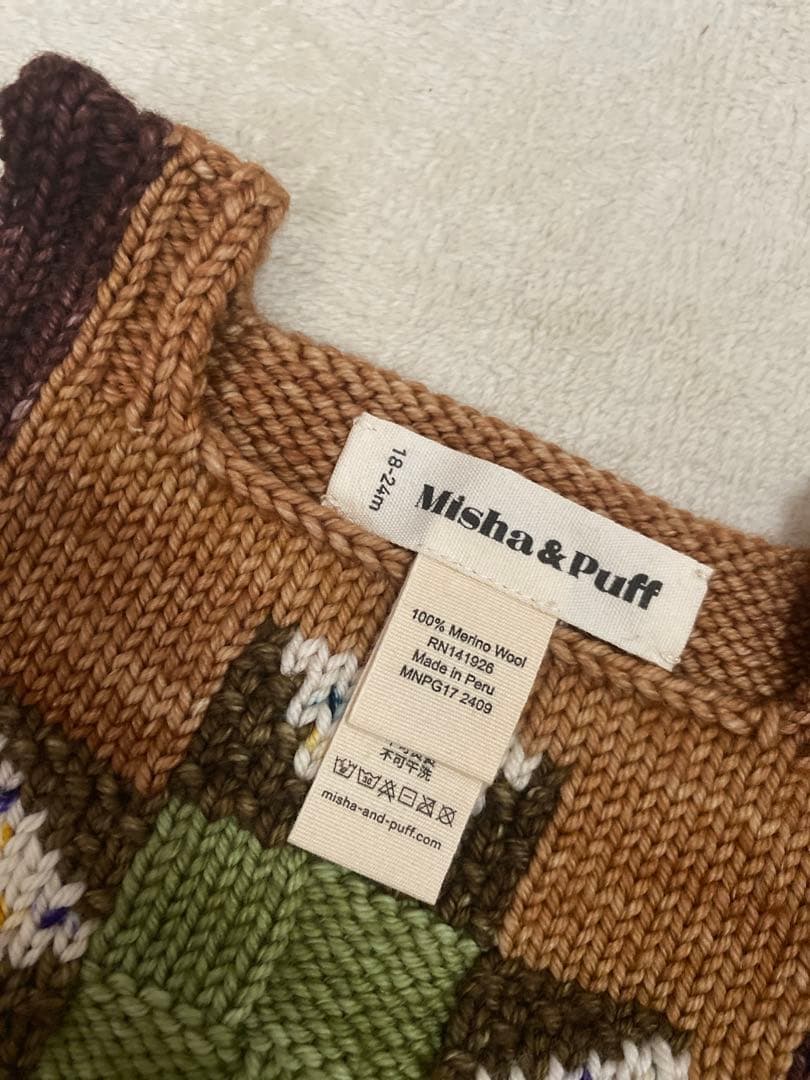 18-24m
Misha & Puff
100% Merino Wool
RN141926
Made in Peru
MNPG17 2409
不可干洗
misha-and-puff.com